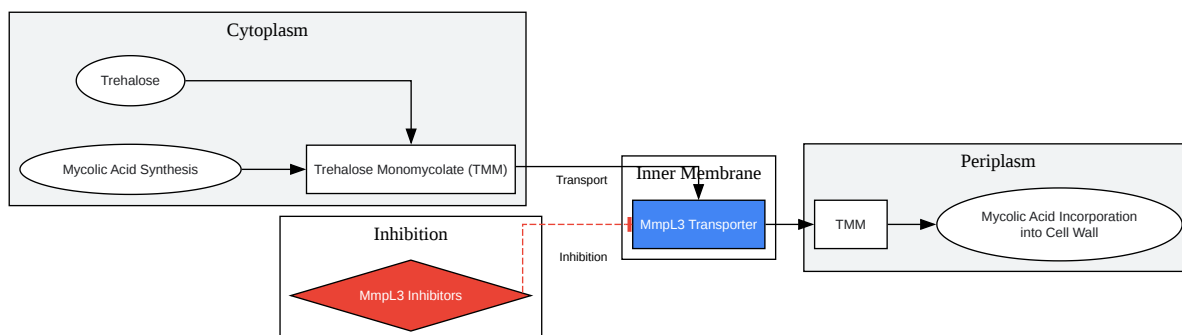 Cytoplasm
Trehalose
Mycolic Acid Synthesis
Trehalose Monomycolate (TMM)
Transport
Inner Membrane
MmpL3 Transporter
Periplasm
TMM
Mycolic Acid Incorporation
into Cell Wall
Inhibition
MmpL3 Inhibitors
Inhibition